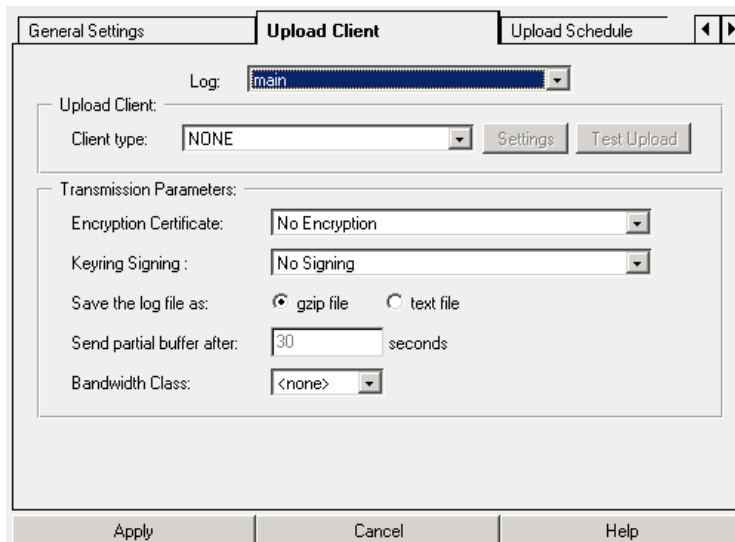 General Settings Upload Client Upload Schedule
Log: main
Upload Client:
Client type: NONE Settings Test Upload
Transmission Parameters:
Encryption Certificate: No Encryption
Keyring Signing : No Signing
Save the log file as: gzip file text file
Send partial buffer after: 30 seconds
Bandwidth Class: <none>
Apply Cancel Help